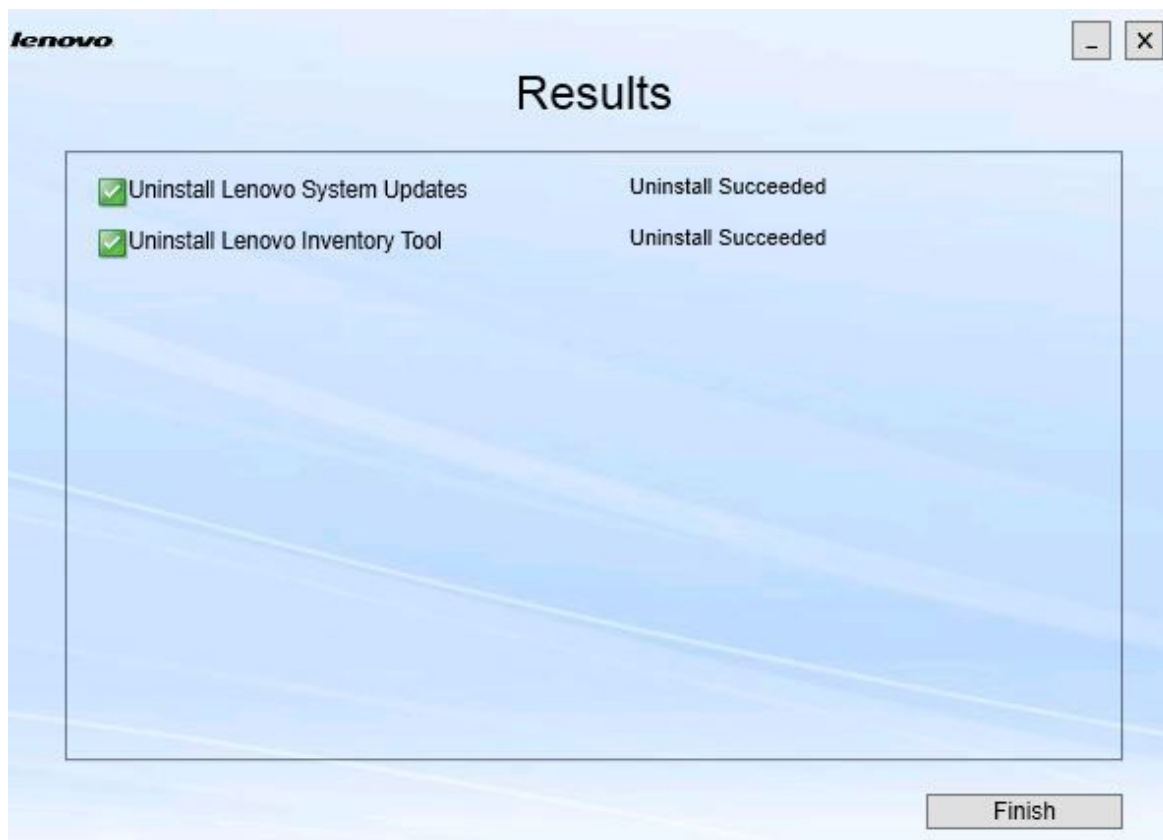 lenovo
Results
Uninstall Lenovo System Updates Uninstall Succeeded
Uninstall Lenovo Inventory Tool Uninstall Succeeded
Finish